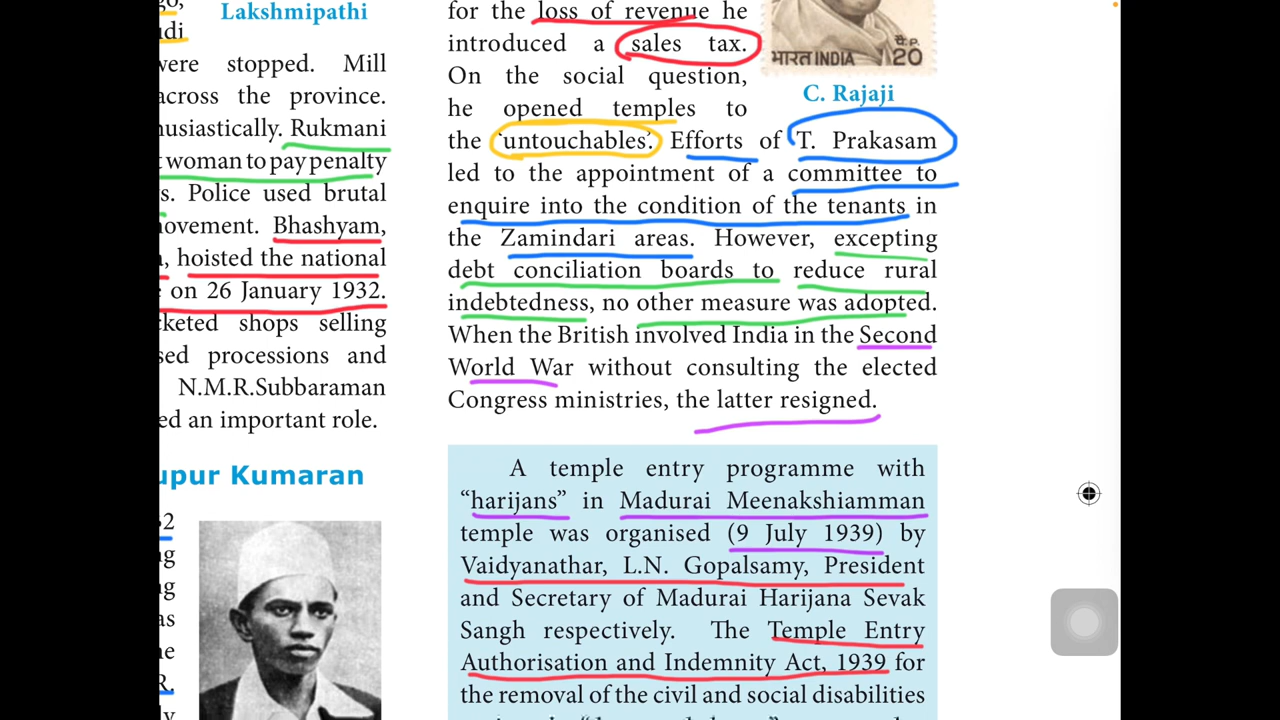 Lakshmipathi
were stopped. Mill
across the province.
Rukmani
woman to pay penalty
s. Police used brutal
Bhashyam,
hoisted the national
on 26 January 1932.
shops selling
processions and
N.M.R.Subbaraman
ed an important role.
Kumaran
for the loss of revenue he
introduced a sales tax.
On the social question,
he opened temples to
the ‘untouchables’. Efforts of T. Prakasam
led to the appointment of a committee to
enquire into the condition of the tenants in
the Zamindari areas. However, excepting
debt conciliation boards to reduce rural
indebtedness, no other measure was adopted.
When the British involved India in the Second
World War without consulting the elected
Congress ministries, the latter resigned.
भारत INDIA 20
C. Rajaji
A temple entry programme with
“harijans” in Madurai Meenakshiamman
temple was organised (9 July 1939) by
Vaidyanathar, L.N. Gopalsamy, President
and Secretary of Madurai Harijana Sevak
Sangh respectively. The Temple Entry
Authorisation and Indemnity Act, 1939 for
the removal of the civil and social disabilities